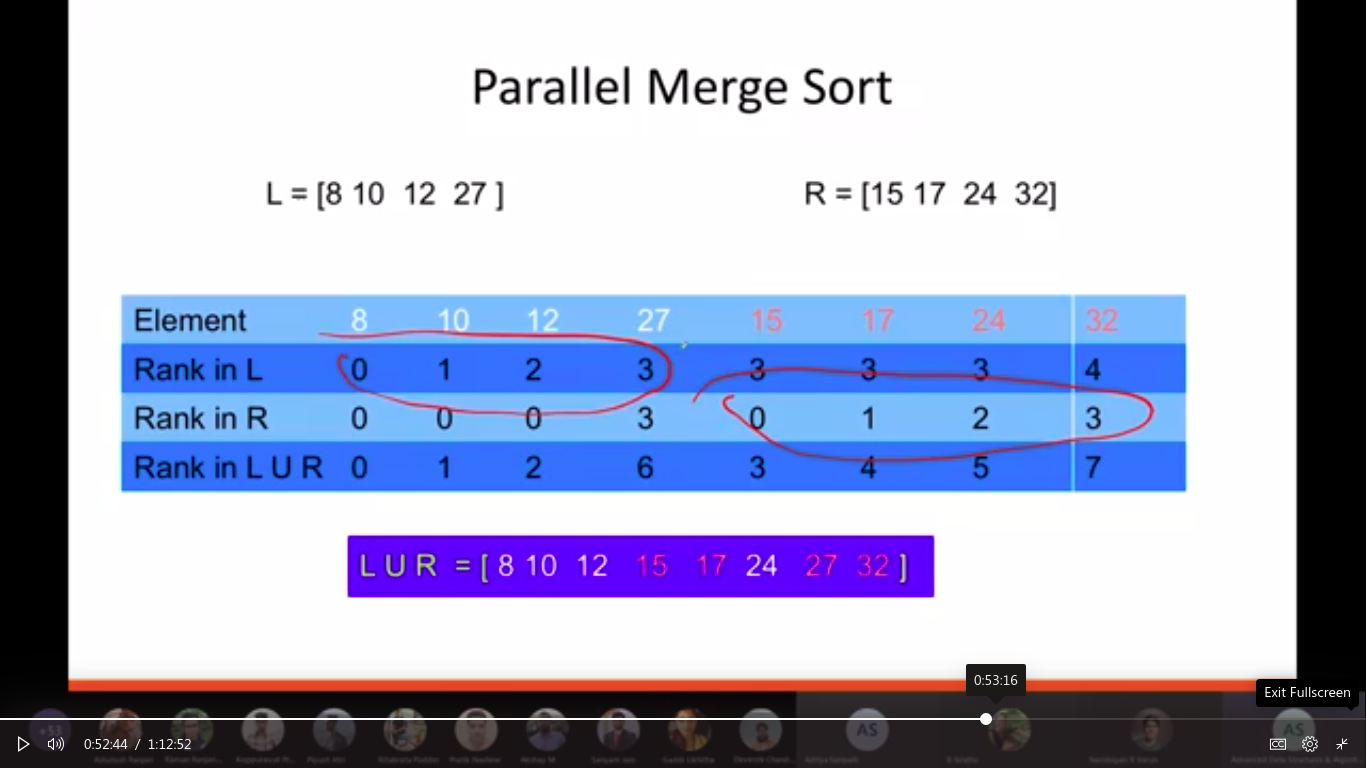 Parallel Merge Sort
L = [8 10 12 27 ] R = [15 17 24 32]
Element 8 10 12 27 15 17 24 32
Rank in L 0 1 2 3 3 3 3 4
Rank in R 0 0 0 3 0 1 2 3
Rank in L U R 0 1 2 6 3 4 5 7
L U R = [ 8 10 12 15 17 24 27 32 ]
0:53:16
Exit Fullscreen
AS AS
0:52:44 / 1:12:52
CC